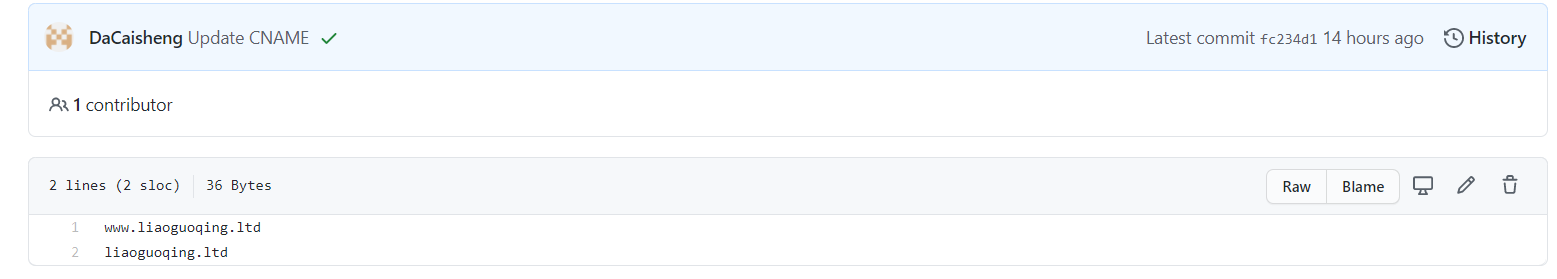 DaCaisheng Update CNAME Latest commit fc234d1 14 hours ago History
1 contributor
2 lines (2 sloc) 36 Bytes Raw Blame
1 www.liaoguoqing.ltd
2 liaoguoqing.ltd